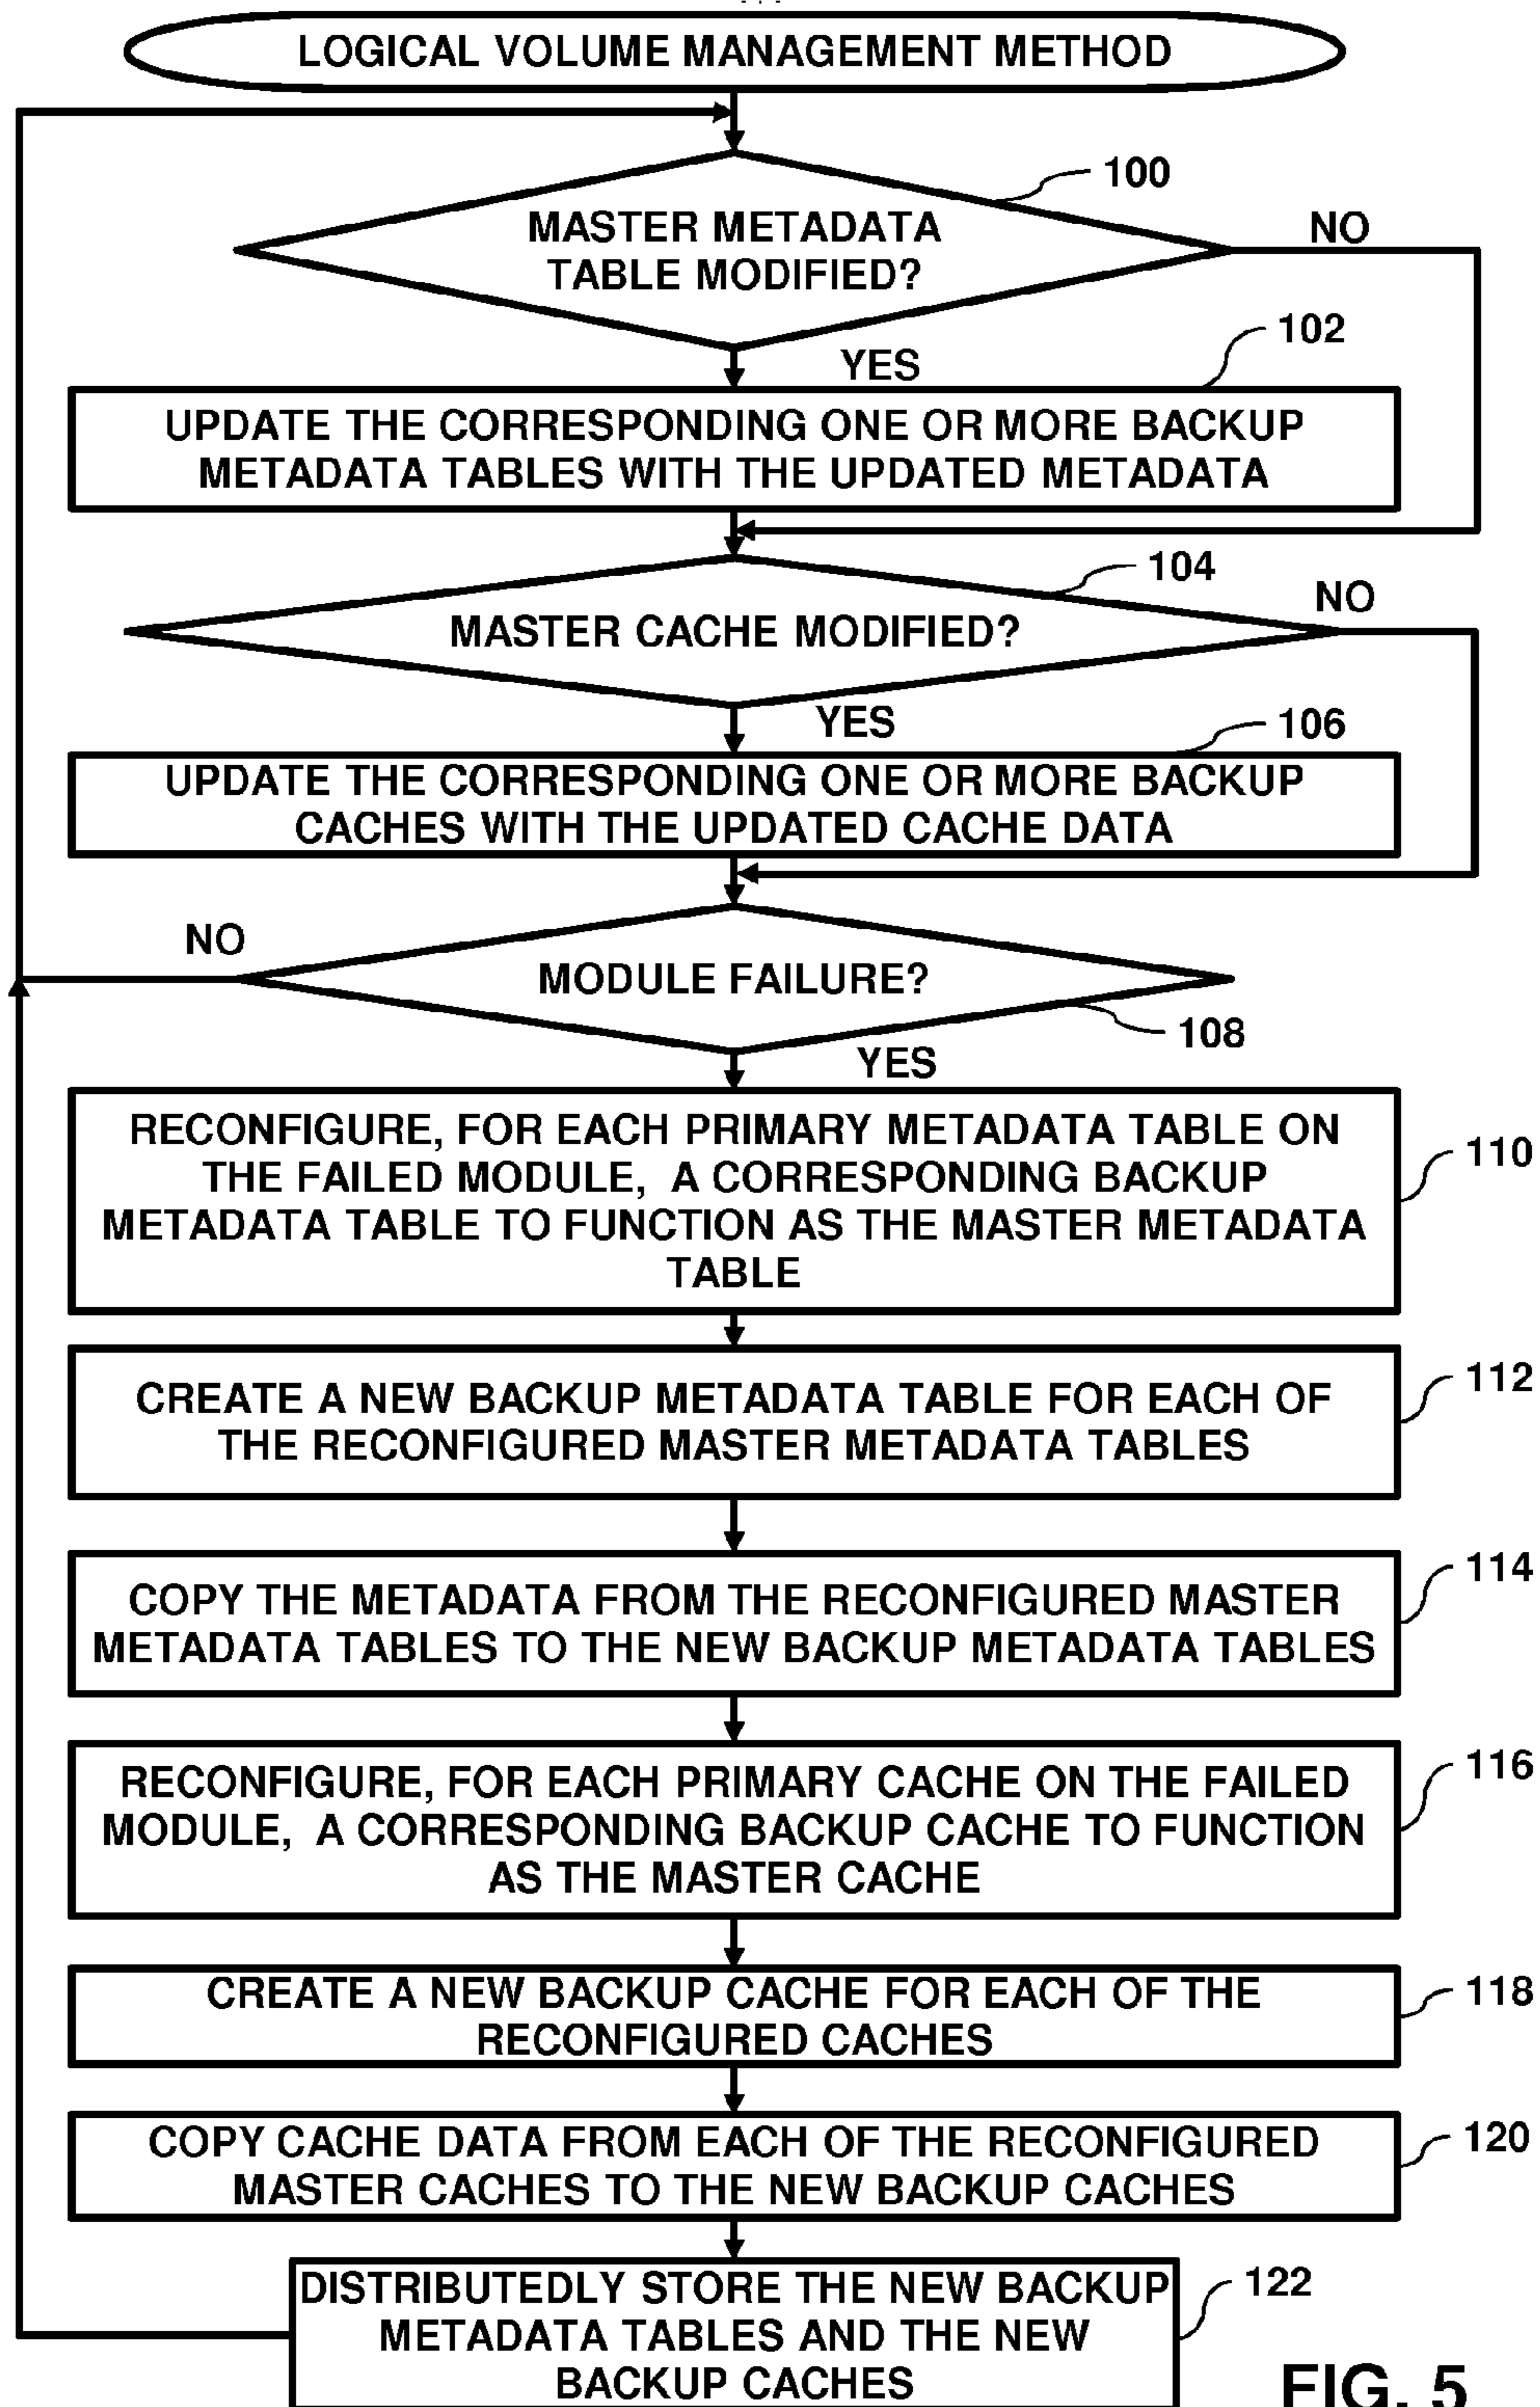 LOGICAL VOLUME MANAGEMENT METHOD
100
MASTER METADATA
TABLE MODIFIED?
NO
YES
102
UPDATE THE CORRESPONDING ONE OR MORE BACKUP
METADATA TABLES WITH THE UPDATED METADATA
104
MASTER CACHE MODIFIED?
NO
YES
106
UPDATE THE CORRESPONDING ONE OR MORE BACKUP
CACHES WITH THE UPDATED CACHE DATA
NO
MODULE FAILURE?
108
YES
RECONFIGURE, FOR EACH PRIMARY METADATA TABLE ON
THE FAILED MODULE, A CORRESPONDING BACKUP
METADATA TABLE TO FUNCTION AS THE MASTER METADATA
TABLE
110
CREATE A NEW BACKUP METADATA TABLE FOR EACH OF
THE RECONFIGURED MASTER METADATA TABLES
112
COPY THE METADATA FROM THE RECONFIGURED MASTER
METADATA TABLES TO THE NEW BACKUP METADATA TABLES
114
RECONFIGURE, FOR EACH PRIMARY CACHE ON THE FAILED
MODULE, A CORRESPONDING BACKUP CACHE TO FUNCTION
AS THE MASTER CACHE
116
CREATE A NEW BACKUP CACHE FOR EACH OF THE
RECONFIGURED CACHES
118
COPY CACHE DATA FROM EACH OF THE RECONFIGURED
MASTER CACHES TO THE NEW BACKUP CACHES
120
DISTRIBUTEDLY STORE THE NEW BACKUP
METADATA TABLES AND THE NEW
BACKUP CACHES
122
FIG. 5